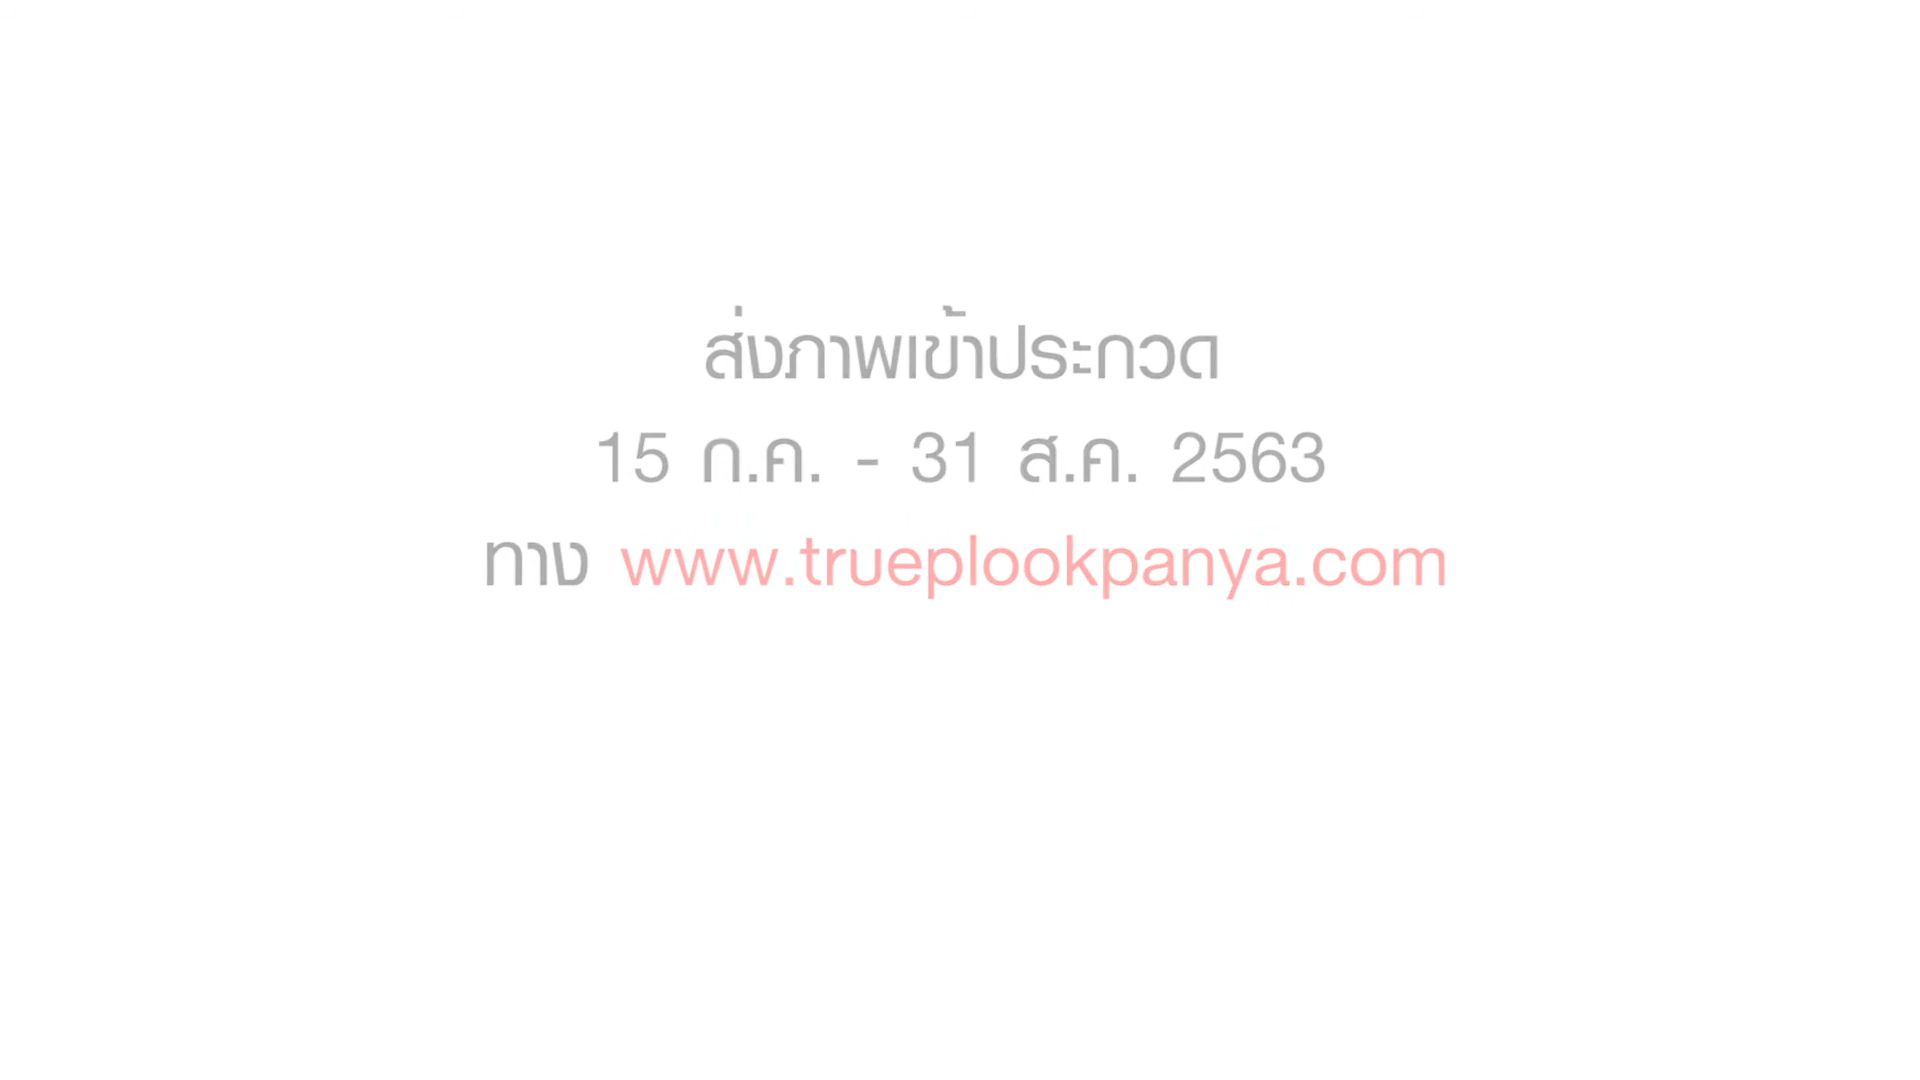 ส่งภาพเข้าประกวด
15 ก.ค. - 31 ส.ค. 2563
ทาง www.trueplookpanya.com